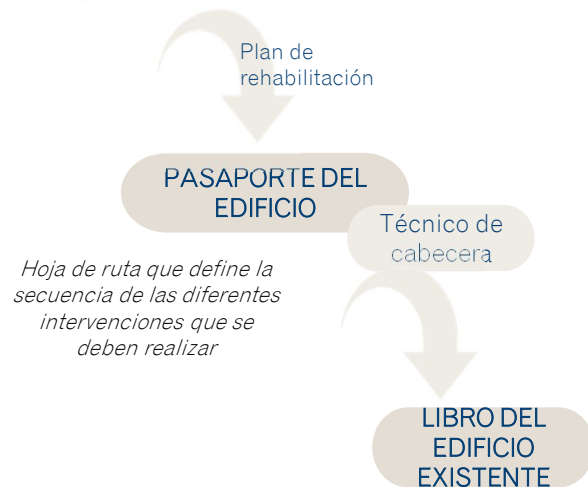 Plan de
rehabilitación
PASAPORTE DEL
EDIFICIO
Técnico de
cabecera
Hoja de ruta que define la
secuencia de las diferentes
intervenciones que se
deben realizar
LIBRO DEL
EDIFICIO
EXISTENTE